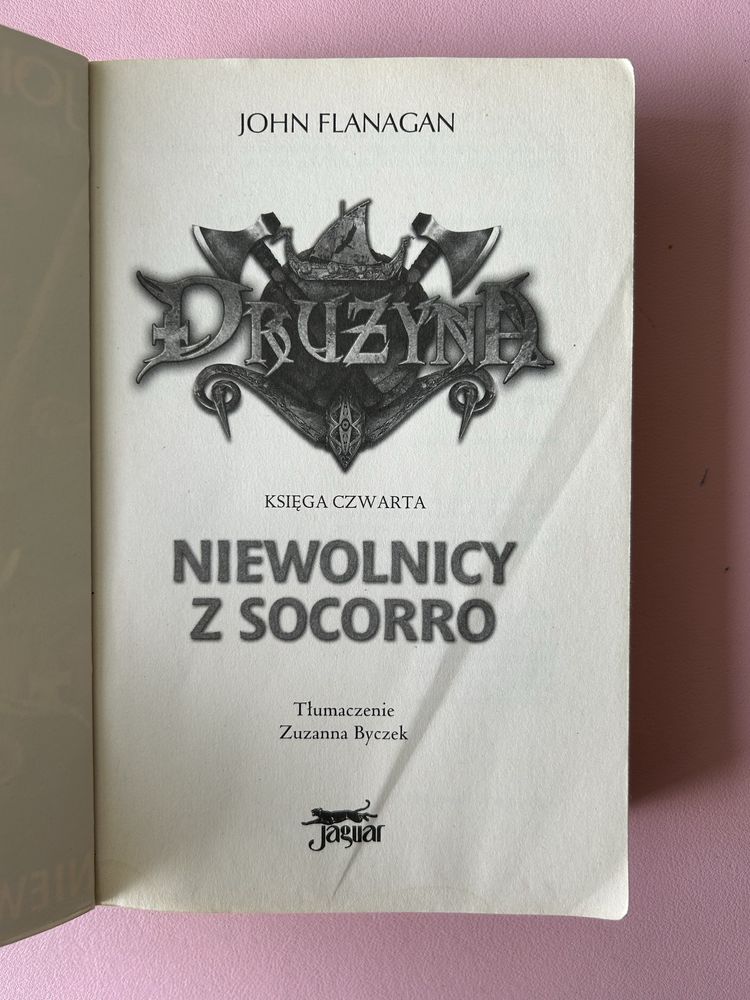 JOHN FLANAGAN
DRUŻYNA
KSIĘGA CZWARTA
NIEWOLNICY
Z SOCORRO
Tłumaczenie
Zuzanna Byczek
jaguar